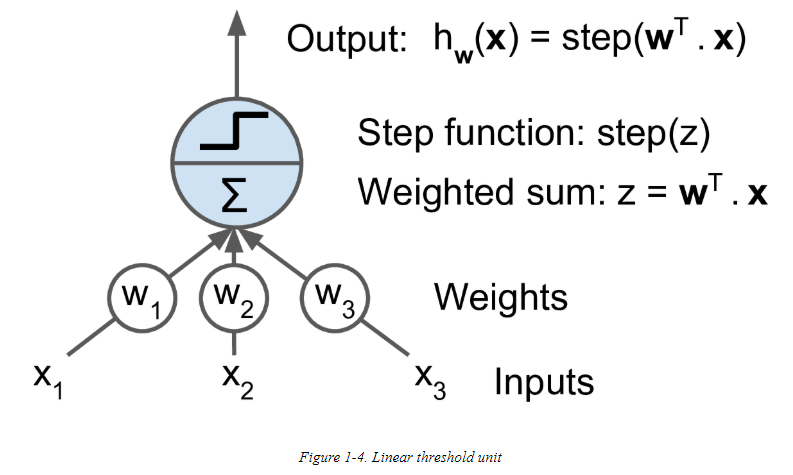 Output: h_w(x) = step(wᵀ . x)
Step function: step(z)
Σ
Weighted sum: z = wᵀ . x
w₁ w₂ w₃ Weights
x₁ x₂ x₃ Inputs
Figure 1-4. Linear threshold unit